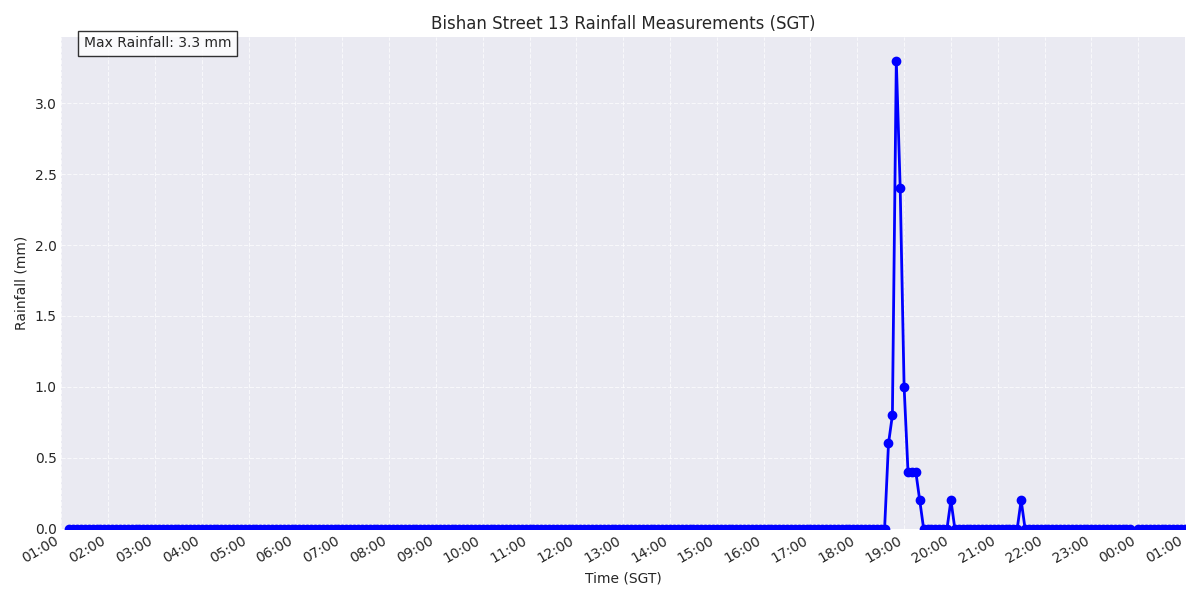 Bishan Street 13 Rainfall Measurements (SGT)
Max Rainfall: 3.3 mm
Rainfall (mm)
3.0
2.5
2.0
1.5
1.0
0.5
0.0
01:00 02:00 03:00 04:00 05:00 06:00 07:00 08:00 09:00 10:00 11:00 12:00 13:00 14:00 15:00 16:00 17:00 18:00 19:00 20:00 21:00 22:00 23:00 00:00 01:00
Time (SGT)